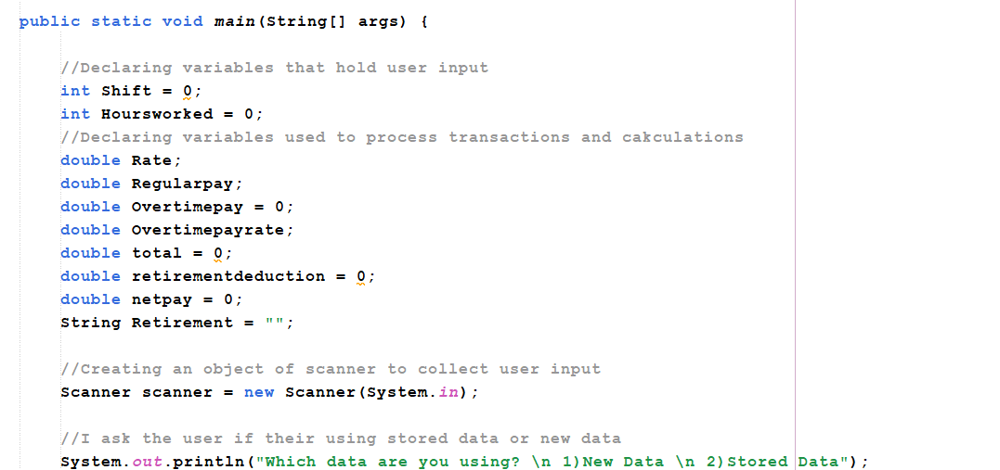 public static void main(String[] args) {
//Declaring variables that hold user input
int Shift = 0;
int Hoursworked = 0;
//Declaring variables used to process transactions and cakculations
double Rate;
double Regularpay;
double Overtimepay = 0;
double Overtimepayrate;
double total = 0;
double retirementdeduction = 0;
double netpay = 0;
String Retirement = "";
//Creating an object of scanner to collect user input
Scanner scanner = new Scanner(System.in);
//I ask the user if their using stored data or new data
System.out.println("Which data are you using? \n 1)New Data \n 2)Stored Data");